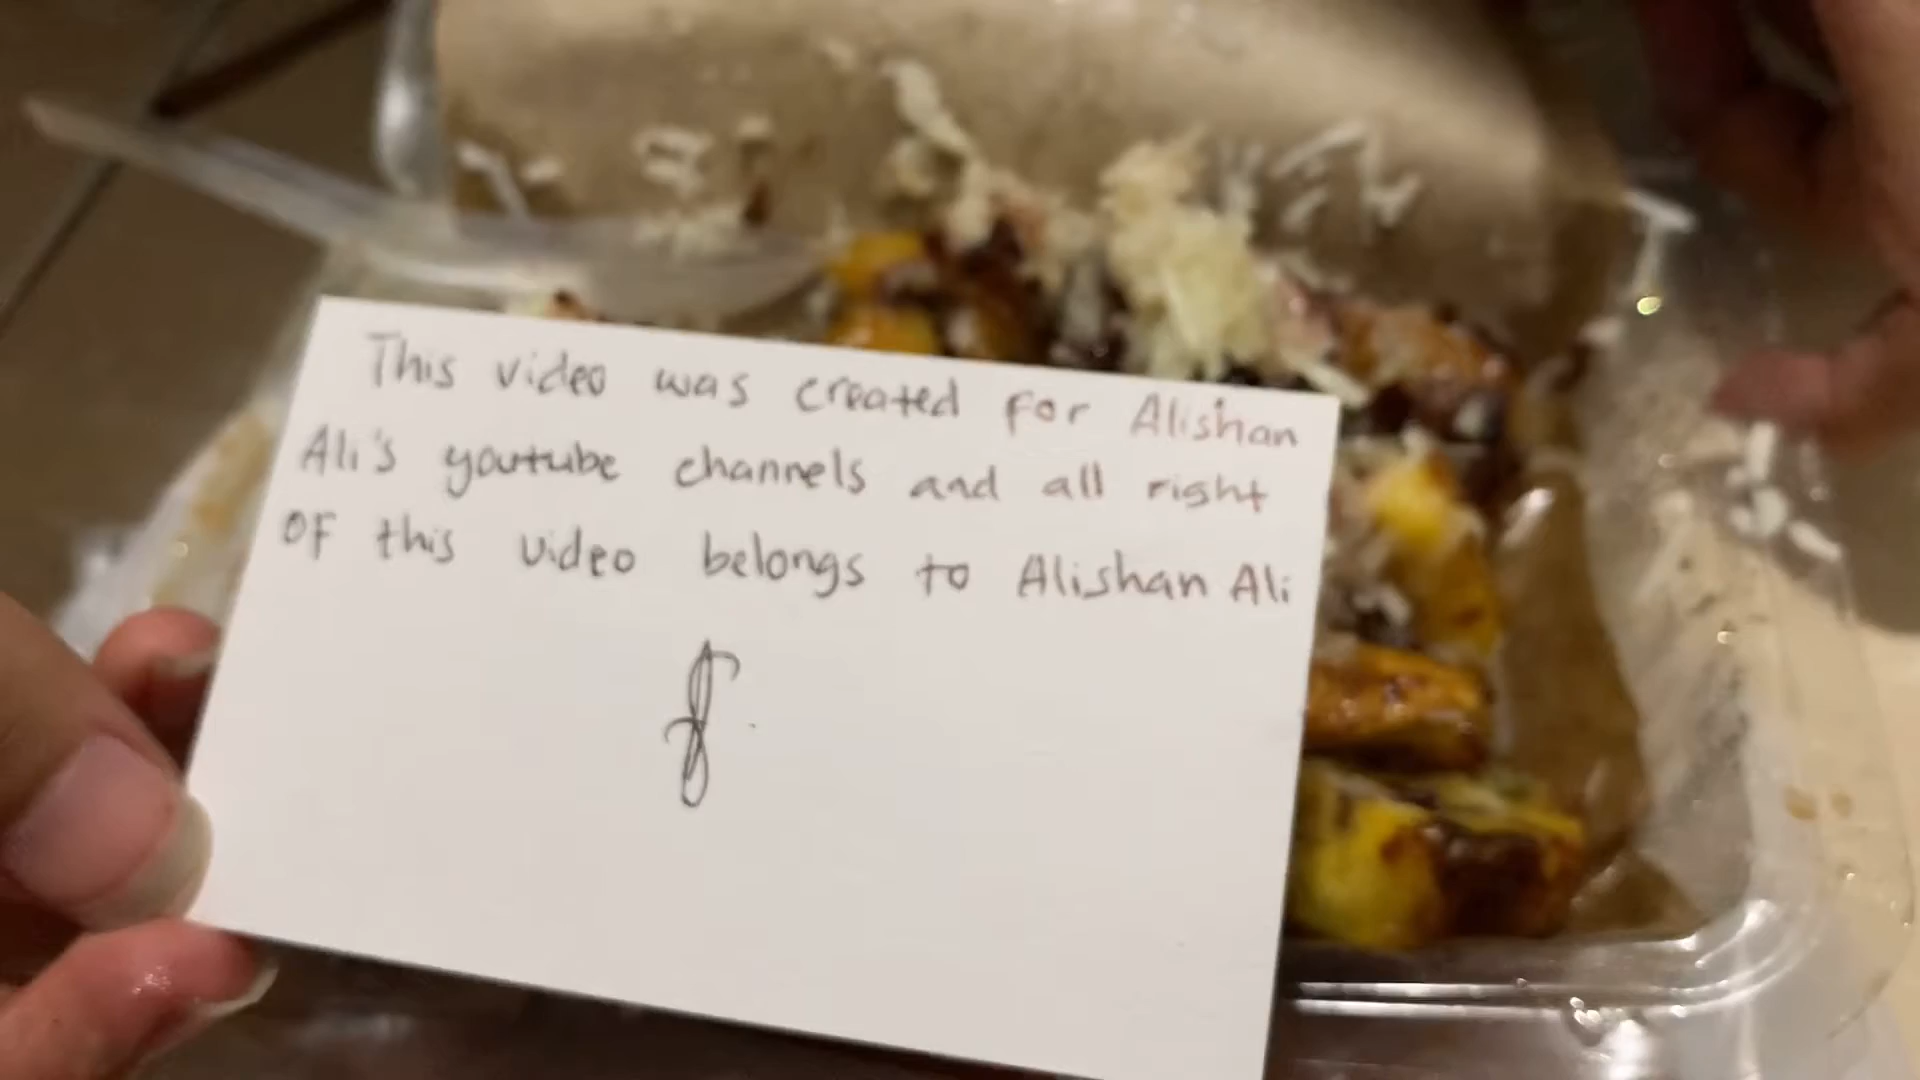 This video was created for Alishan
Ali's youtube channels and all right
OF this video belongs to Alishan Ali